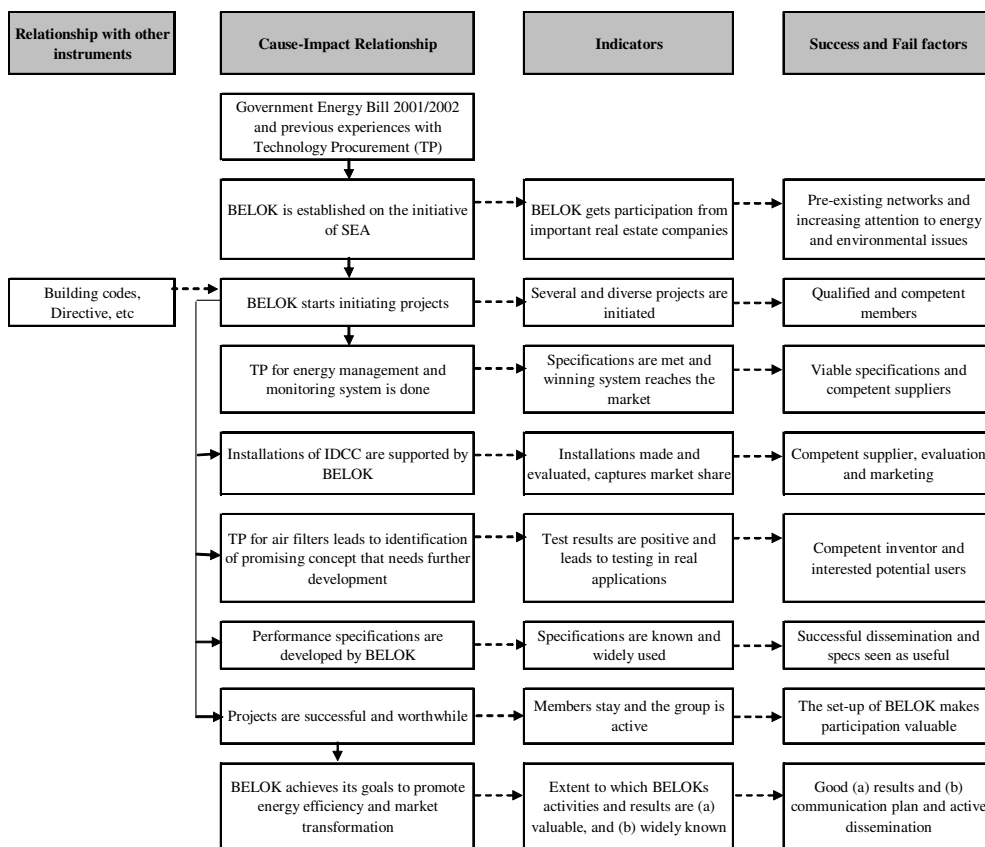 Relationship with other
instruments
Cause-Impact Relationship
Indicators
Success and Fail factors
Government Energy Bill 2001/2002
and previous experiences with
Technology Procurement (TP)
BELOK is established on the initiative
of SEA
BELOK gets participation from
important real estate companies
Pre-existing networks and
increasing attention to energy
and environmental issues
Building codes,
Directive, etc
BELOK starts initiating projects
Several and diverse projects are
initiated
Qualified and competent
members
TP for energy management and
monitoring system is done
Specifications are met and
winning system reaches the
market
Viable specifications and
competent suppliers
Installations of IDCC are supported by
BELOK
Installations made and
evaluated, captures market share
Competent supplier, evaluation
and marketing
TP for air filters leads to identification
of promising concept that needs further
development
Test results are positive and
leads to testing in real
applications
Competent inventor and
interested potential users
Performance specifications are
developed by BELOK
Specifications are known and
widely used
Successful dissemination and
specs seen as useful
Projects are successful and worthwhile
Members stay and the group is
active
The set-up of BELOK makes
participation valuable
BELOK achieves its goals to promote
energy efficiency and market
transformation
Extent to which BELOKs
activities and results are (a)
valuable, and (b) widely known
Good (a) results and (b)
communication plan and active
dissemination